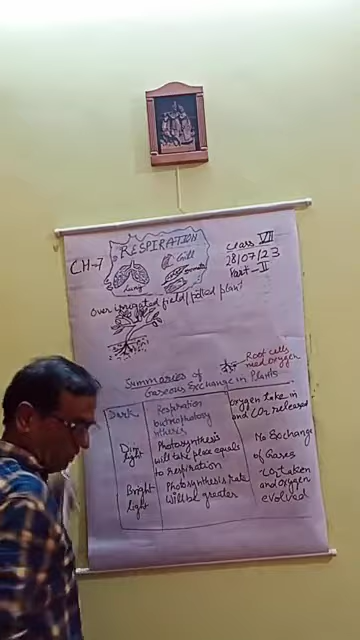 CH-7
RESPIRATION
Gill
Lung
Class VII
28/07/23
Part-II
Over irrigated field/potted plant
Root cells
need oxygen
Summaries of
Gaseous Exchange in Plants
Dark
Respiration
but no photosy
nthesis
oxygen take in
and CO2 released
Dim
light
Photosynthesis
will take place equals
to respiration
No Exchange
of Gases
Bright
light
Photosynthesis rate
will be greater
CO2 taken
and oxygen
evolved